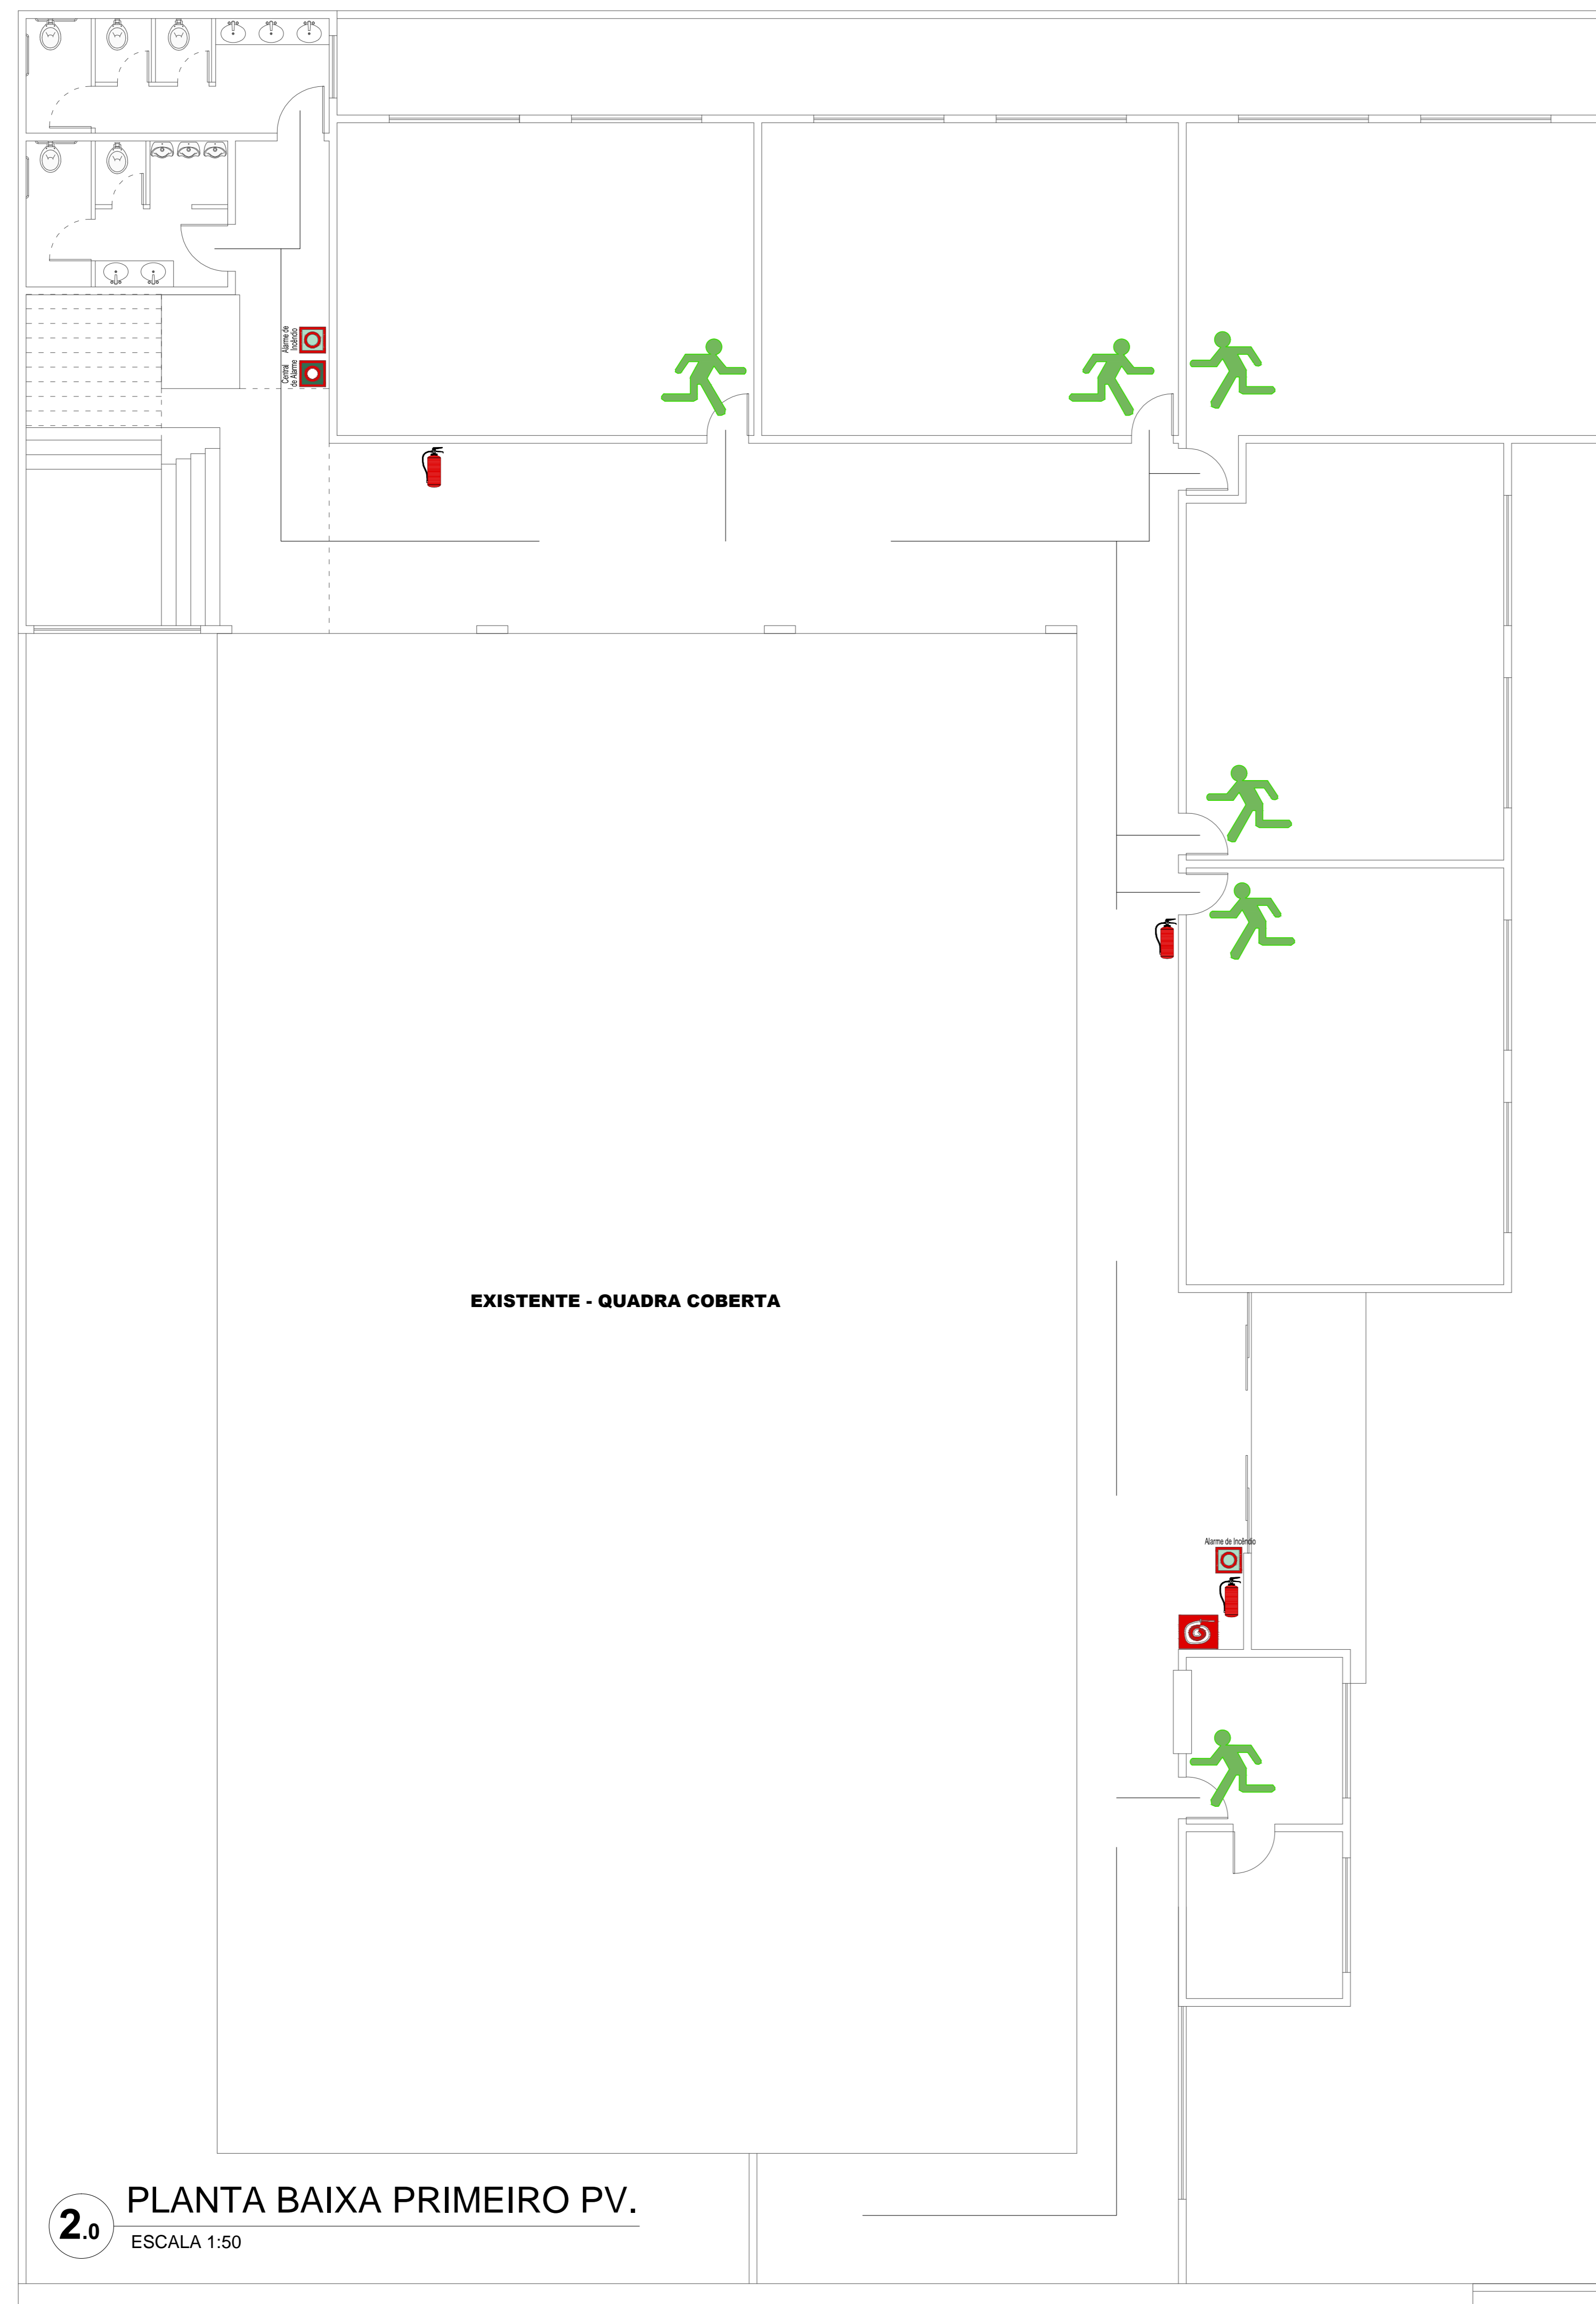 Alarme de
Incêndio
Central
de Alarme
EXISTENTE - QUADRA COBERTA
Alarme de Incêndio
2.0
PLANTA BAIXA PRIMEIRO PV.
ESCALA 1:50